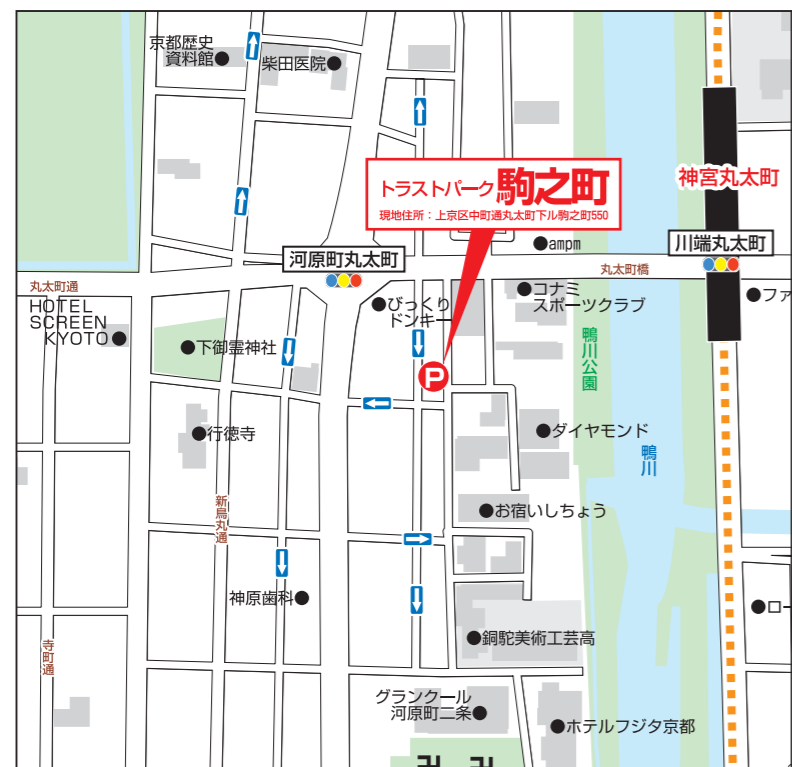 京都歴史
資料館
柴田医院
トラストパーク 駒之町
現地住所：上京区中町通丸太町下ル駒之町550
神宮丸太町
ampm
川端丸太町
河原町丸太町
丸太町橋
丸太町通
HOTEL
SCREEN
KYOTO
びっくり
ドンキー
コナミ
スポーツクラブ
ファ
下御霊神社
P
鴨川公園
行徳寺
ダイヤモンド
鴨川
新烏丸通
お宿いしちょう
神原歯科
ロー
銅駝美術工芸高
寺町通
グランクール
河原町二条
ホテルフジタ京都